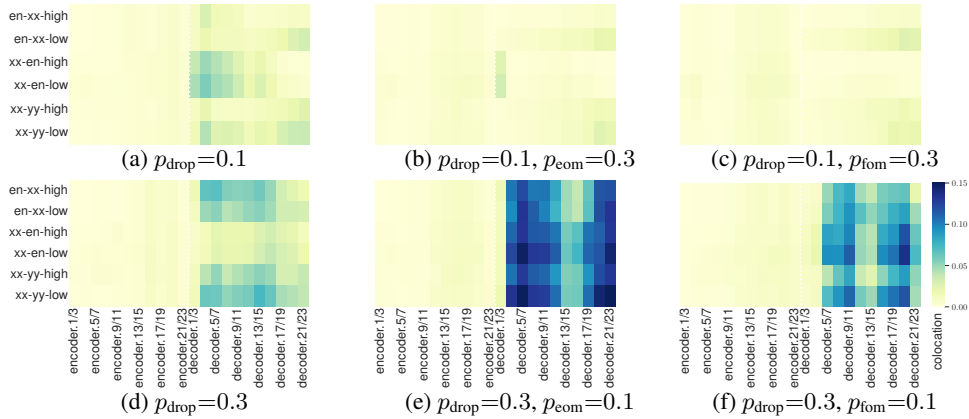 en-xx-high
en-xx-low
xx-en-high
xx-en-low
xx-yy-high
xx-yy-low
(a) p_drop=0.1
(b) p_drop=0.1, p_eom=0.3
(c) p_drop=0.1, p_fom=0.3
en-xx-high
en-xx-low
xx-en-high
xx-en-low
xx-yy-high
xx-yy-low
0.15
0.10
0.05
0.00
colocation
encoder.1/3
encoder.5/7
encoder.9/11
encoder.13/15
encoder.17/19
encoder.21/23
decoder.1/3
decoder.5/7
decoder.9/11
decoder.13/15
decoder.17/19
decoder.21/23
encoder.1/3
encoder.5/7
encoder.9/11
encoder.13/15
encoder.17/19
encoder.21/23
decoder.1/3
decoder.5/7
decoder.9/11
decoder.13/15
decoder.17/19
decoder.21/23
encoder.1/3
encoder.5/7
encoder.9/11
encoder.13/15
encoder.17/19
encoder.21/23
decoder.1/3
decoder.5/7
decoder.9/11
decoder.13/15
decoder.17/19
decoder.21/23
(d) p_drop=0.3
(e) p_drop=0.3, p_eom=0.1
(f) p_drop=0.3, p_fom=0.1